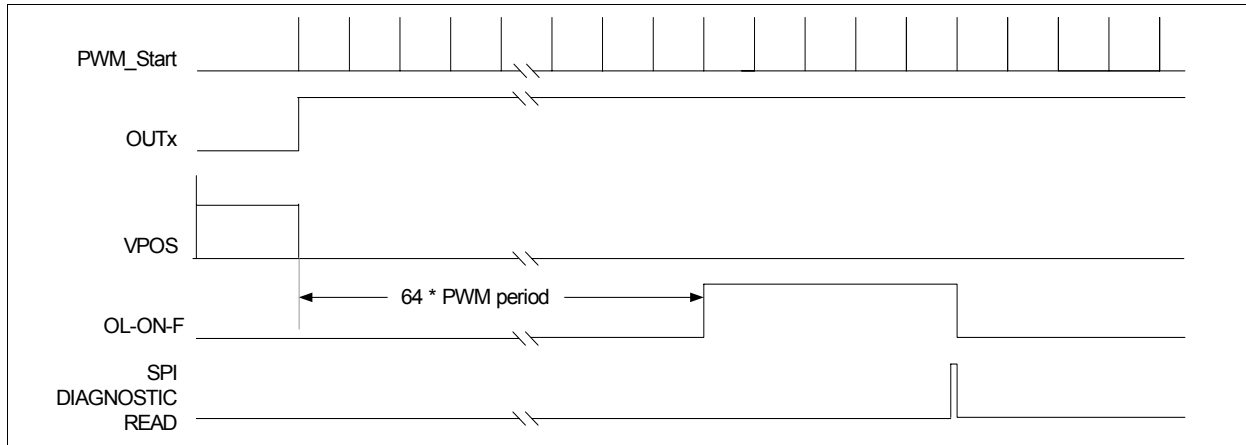 PWM_Start
OUTx
VPOS
64 * PWM period
OL-ON-F
SPI
DIAGNOSTIC
READ